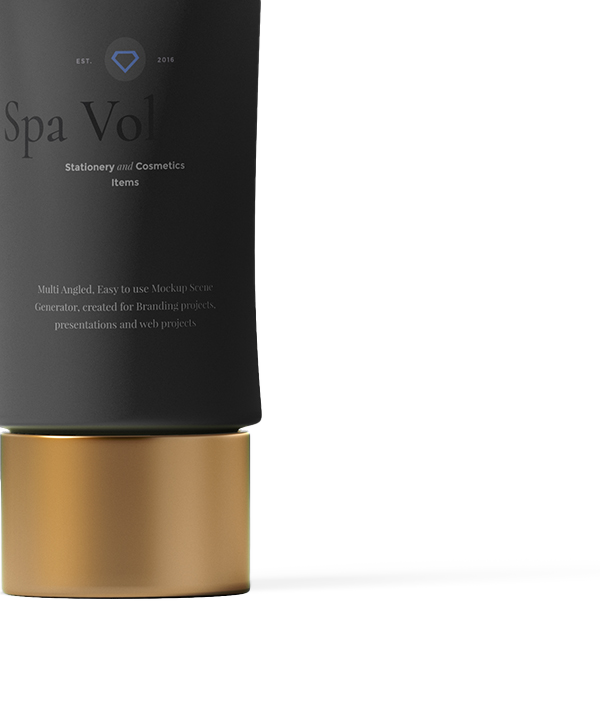 EST. 2016
Spa Vol
Stationery and Cosmetics
Items
Multi Angled, Easy to use Mockup Scene
Generator, created for Branding projects,
presentations and web projects